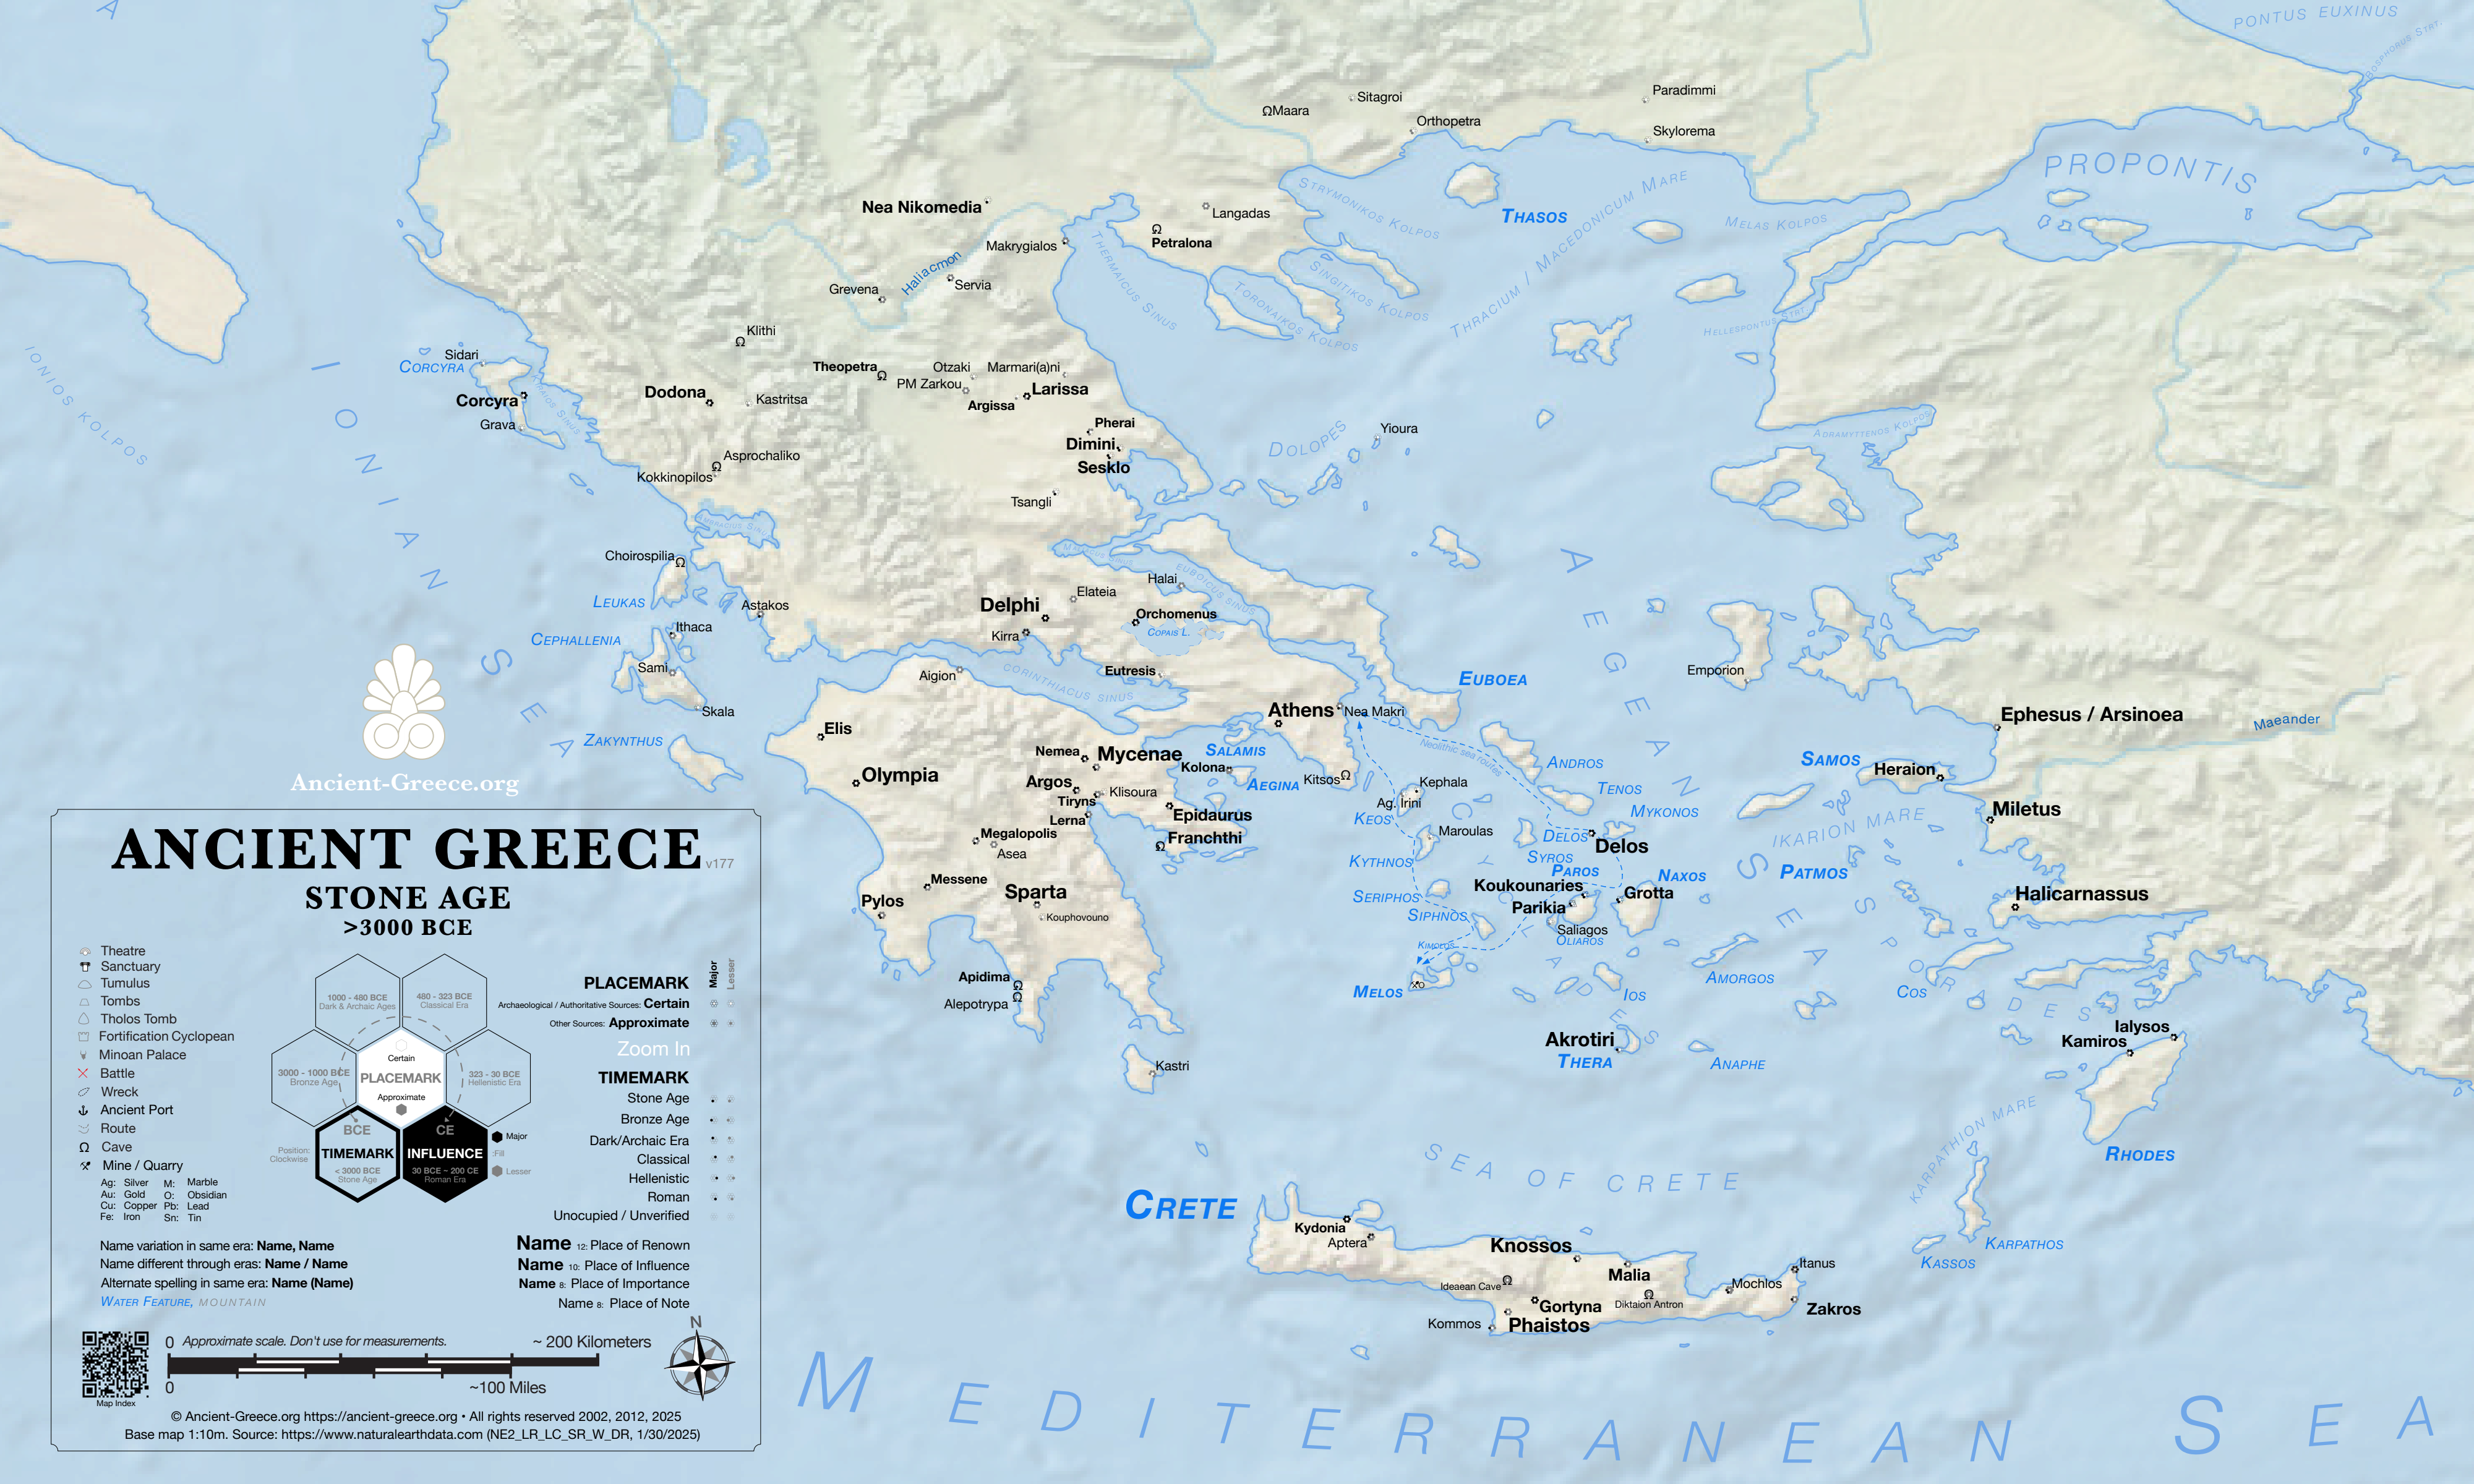 PONTUS EUXINUS
BOSPHORUS STRT.
Paradimmi
Sitagroi
ΩMaara
Orthopetra
Skylorema
PROPONTIS
STRYMONIKOS KOLPOS
THASOS
THRACIUM / MACEDONICUM MARE
MELAS KOLPOS
Nea Nikomedia
Langadas
Petralona
Makrygialos
THERMAICUS SINUS
Haliacmon
Servia
Grevena
SINGITIKOS KOLPOS
TORONAIKOS KOLPOS
HELLESPONTUS STRT.
IONIOS KOLPOS
Klithi
Sidari
CORCYRA
Theopetra
Otzaki
Marmari(a)ni
PM Zarkou
Larissa
Argissa
Dodona
Kastritsa
Corcyra
Grava
Pherai
Dimini
Sesklo
Yioura
DOLOPES
ADRAMYTTENOS KOLPOS
Asprochaliko
Kokkinopilos
Tsangli
AMBRACIUS SINUS
IONIAN SEA
Choirospilia
LEUKAS
Astakos
Halai
EUBOICUS SINUS
Elateia
Delphi
Orchomenus
COPAIS L.
Kirra
Ithaca
CEPHALLENIA
Sami
Skala
Aigion
CORINTHIACUS SINUS
Eutresis
EUBOEA
AEGEAN SEA
Emporion
Athens
Nea Makri
Neolithic sea routes
Ephesus / Arsinoea
Maeander
Elis
ZAKYNTHUS
Nemea
Mycenae
SALAMIS
Kolona
AEGINA
Kitsos
ANDROS
SAMOS
Heraion
Olympia
Argos
Klisoura
Tiryns
Lerna
Epidaurus
Franchthi
Kephala
Ag. Irini
KEOS
TENOS
MYKONOS
Miletus
IKARION MARE
Maroulas
DELOS
Delos
KYTHNOS
SYROS
PAROS
NAXOS
PATMOS
Megalopolis
Asea
Messene
Sparta
Kouphovouno
Pylos
Koukounaries
Grotta
SERIPHOS
Parikia
SIPHNOS
Saliagos
OLIAROS
KIMOLOS
Halicarnassus
CYCLADES
SPORADES
Apidima
Alepotrypa
MELOS
IOS
AMORGOS
COS
Akrotiri
THERA
ANAPHE
Ialysos
Kamiros
Kastri
RHODES
KARPATHION MARE
SEA OF CRETE
CRETE
Kydonia
Aptera
Knossos
Malia
Ideaean Cave
Diktaion Antron
Mochlos
Itanus
Zakros
Gortyna
Kommos
Phaistos
KARPATHOS
KASSOS
MEDITERRANEAN SEA
Ancient-Greece.org
ANCIENT GREECE v177
STONE AGE
>3000 BCE
Theatre
Sanctuary
Tumulus
Tombs
Tholos Tomb
Fortification Cyclopean
Minoan Palace
Battle
Wreck
Ancient Port
Route
Ω Cave
Mine / Quarry
Ag: Silver M: Marble
Au: Gold O: Obsidian
Cu: Copper Pb: Lead
Fe: Iron Sn: Tin
1000 - 480 BCE
Dark & Archaic Ages
480 - 323 BCE
Classical Era
3000 - 1000 BCE
Bronze Age
Certain
PLACEMARK
Approximate
323 - 30 BCE
Hellenistic Era
BCE
TIMEMARK
< 3000 BCE
Stone Age
CE
INFLUENCE
30 BCE ~ 200 CE
Roman Era
Position:
Clockwise
Major
:Fill
Lesser
PLACEMARK Major Lesser
Archaeological / Authoritative Sources: Certain
Other Sources: Approximate
Zoom In
TIMEMARK
Stone Age
Bronze Age
Dark/Archaic Era
Classical
Hellenistic
Roman
Unocupied / Unverified
Name 12: Place of Renown
Name 10: Place of Influence
Name 8: Place of Importance
Name 8: Place of Note
Name variation in same era: Name, Name
Name different through eras: Name / Name
Alternate spelling in same era: Name (Name)
WATER FEATURE, MOUNTAIN
Map Index
0 Approximate scale. Don't use for measurements. ~ 200 Kilometers
0 ~100 Miles
N
© Ancient-Greece.org https://ancient-greece.org • All rights reserved 2002, 2012, 2025
Base map 1:10m. Source: https://www.naturalearthdata.com (NE2_LR_LC_SR_W_DR, 1/30/2025)